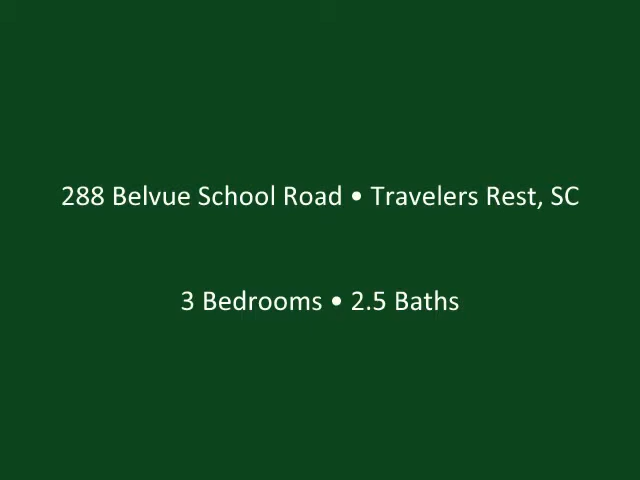 288 Belvue School Road • Travelers Rest, SC
3 Bedrooms • 2.5 Baths